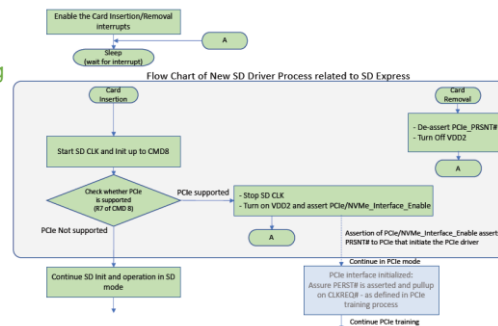 Enable the Card Insertion/Removal
interrupts
A
Sleep
(wait for interrupt)
g
Flow Chart of New SD Driver Process related to SD Express
Card
Insertion
Card
Removal
- De-assert PCIe_PRSNT#
- Turn Off VDD2
A
Start SD CLK and Init up to CMD8
Check whether PCIe
is supported
(R7 of CMD 8)
PCIe supported
- Stop SD CLK
- Turn on VDD2 and assert PCIe/NVMe_Interface_Enable
PCIe Not supported
A
Assertion of PCIe/NVMe_Interface_Enable assert
PRSNT# to PCIe that initiate the PCIe driver
Continue in PCIe mode
Continue SD Init and operation in SD
mode
PCIe interface initialized:
Assure PERST# is asserted and pullup
on CLKREQ# - as defined in PCIe
training process
Continue PCIe training